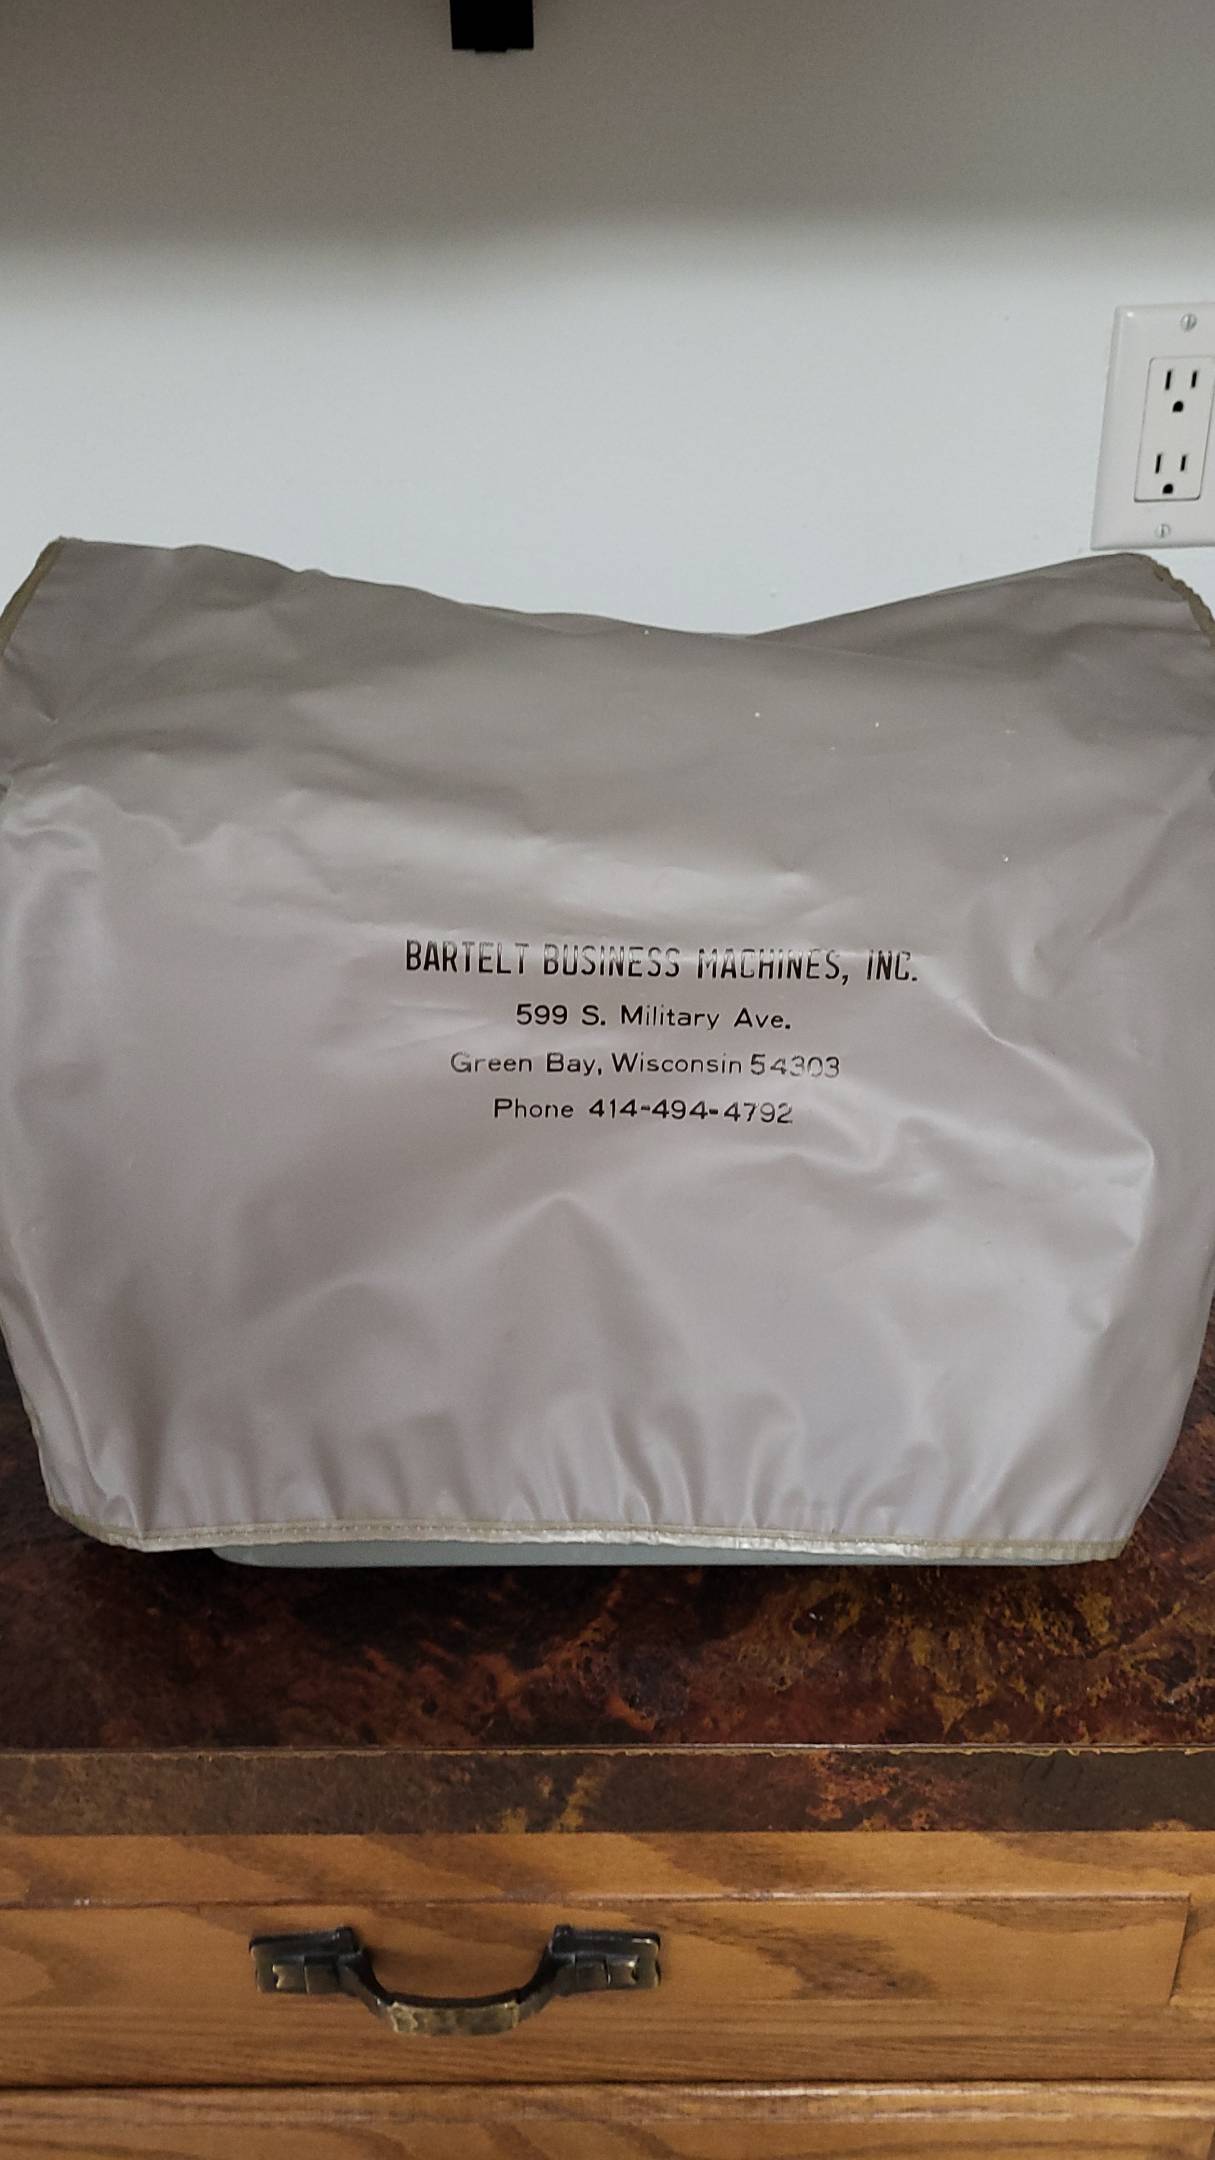 BARTELT BUSINESS MACHINES, INC.
599 S. Military Ave.
Green Bay, Wisconsin 54303
Phone 414-494-4792